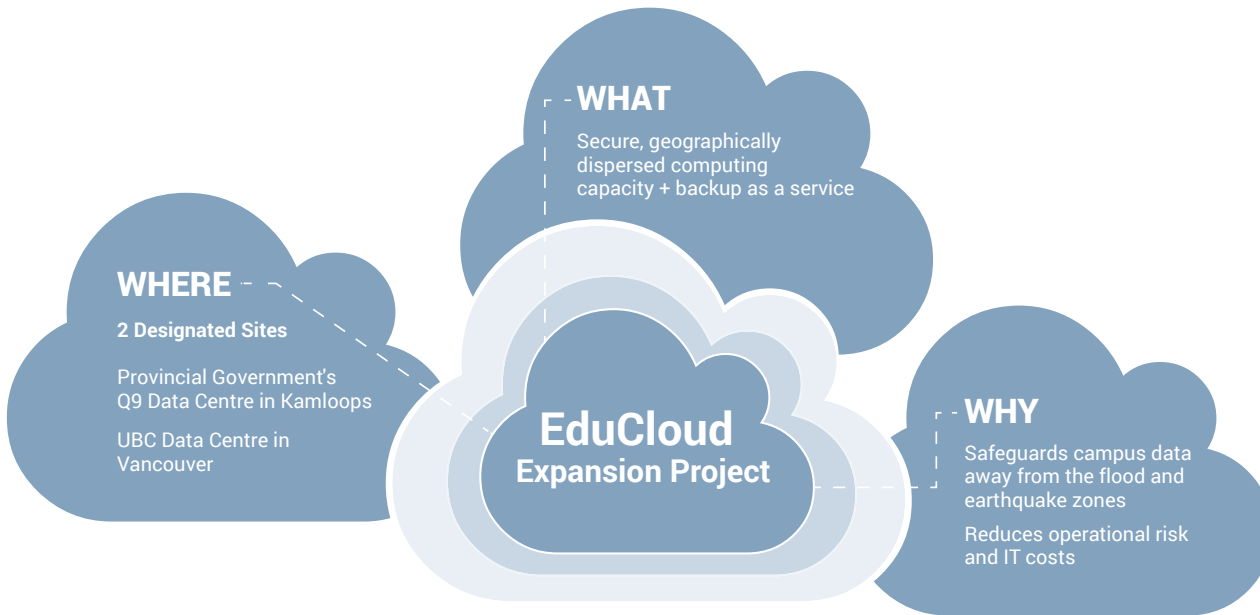 WHAT
Secure, geographically
dispersed computing
capacity + backup as a service
WHERE
2 Designated Sites
Provincial Government's
Q9 Data Centre in Kamloops
UBC Data Centre in
Vancouver
EduCloud
Expansion Project
WHY
Safeguards campus data
away from the flood and
earthquake zones
Reduces operational risk
and IT costs